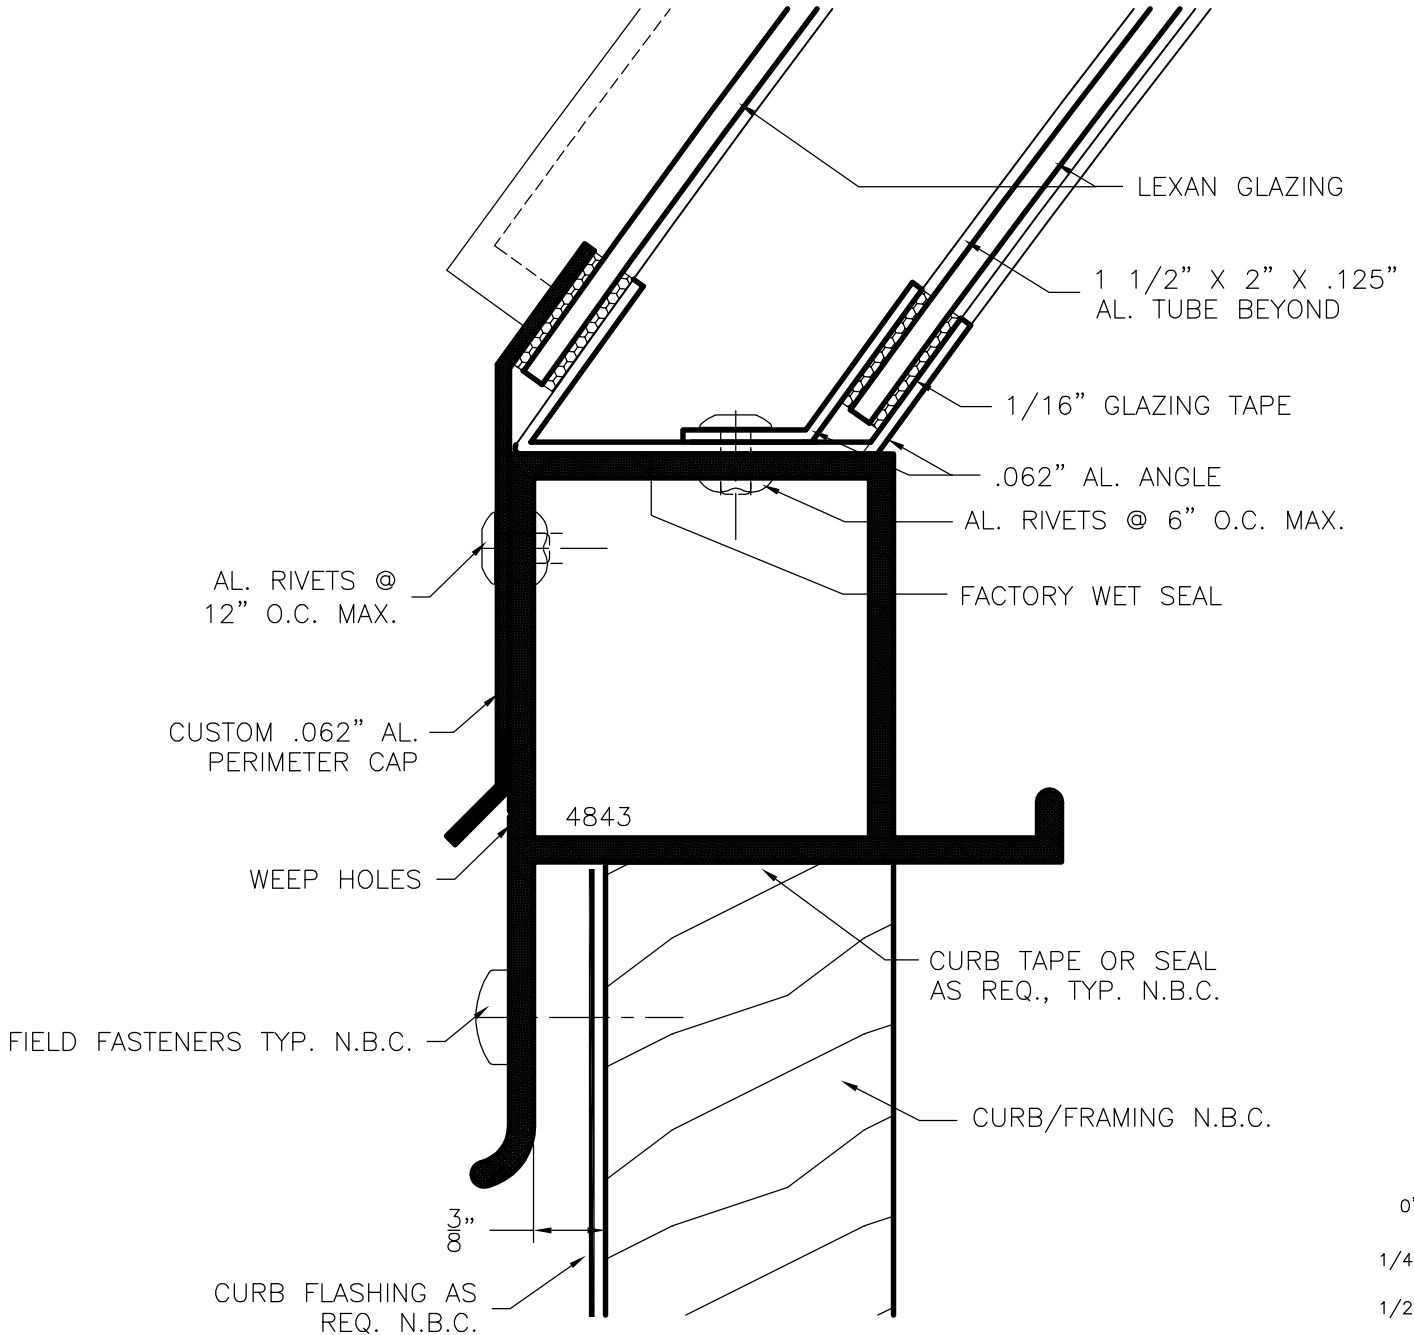 LEXAN GLAZING
1 1/2" X 2" X .125"
AL. TUBE BEYOND
1/16" GLAZING TAPE
.062" AL. ANGLE
AL. RIVETS @ 6" O.C. MAX.
AL. RIVETS @
12" O.C. MAX.
FACTORY WET SEAL
CUSTOM .062" AL.
PERIMETER CAP
4843
WEEP HOLES
CURB TAPE OR SEAL
AS REQ., TYP. N.B.C.
FIELD FASTENERS TYP. N.B.C.
CURB/FRAMING N.B.C.
3/8"
CURB FLASHING AS
REQ. N.B.C.
0'
1/4
1/2